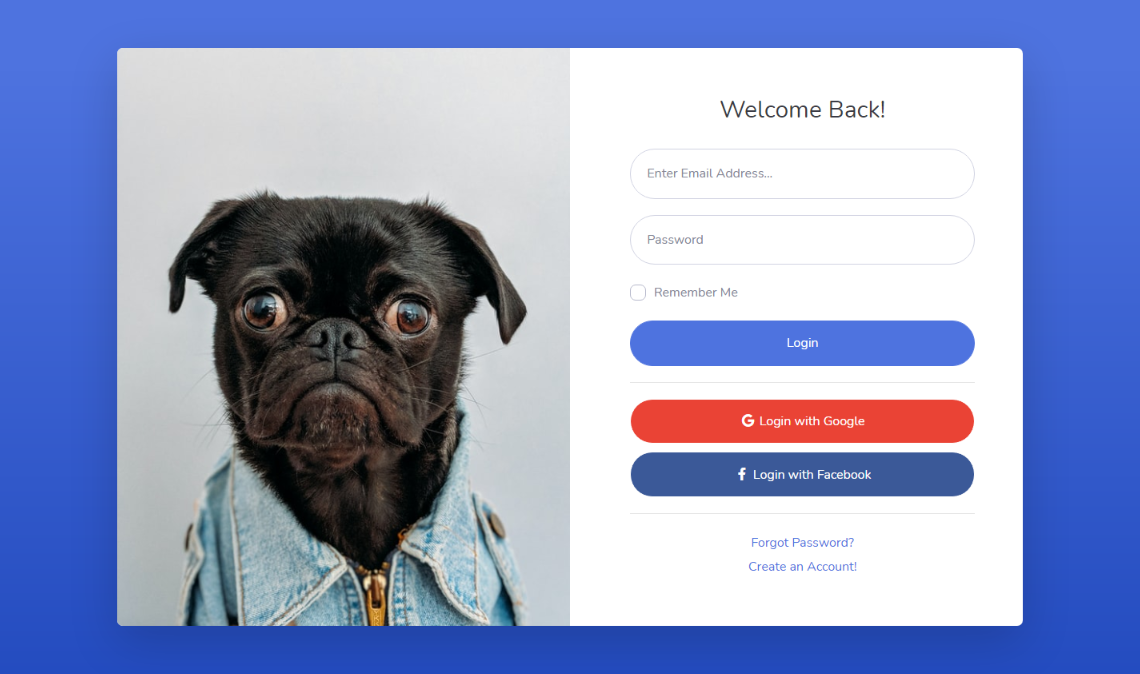 Welcome Back!
Enter Email Address...
Password
Remember Me
Login
Login with Google
Login with Facebook
Forgot Password?
Create an Account!